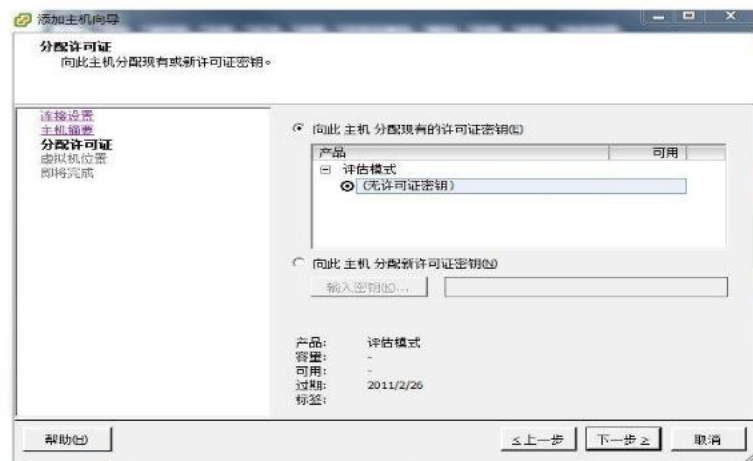 添加主机向导
分配许可证
向此主机分配现有或新许可证密钥。
连接设置
主机摘要
分配许可证
虚拟机位置
即将完成
向此 主机 分配现有的许可证密钥(E)
产品 可用
评估模式
(无许可证密钥)
向此 主机 分配新许可证密钥(N)
输入密钥(K)...
产品: 评估模式
容量: -
可用: -
过期: 2011/2/26
标签:
帮助(H) ≤上一步 下一步 ≥ 取消